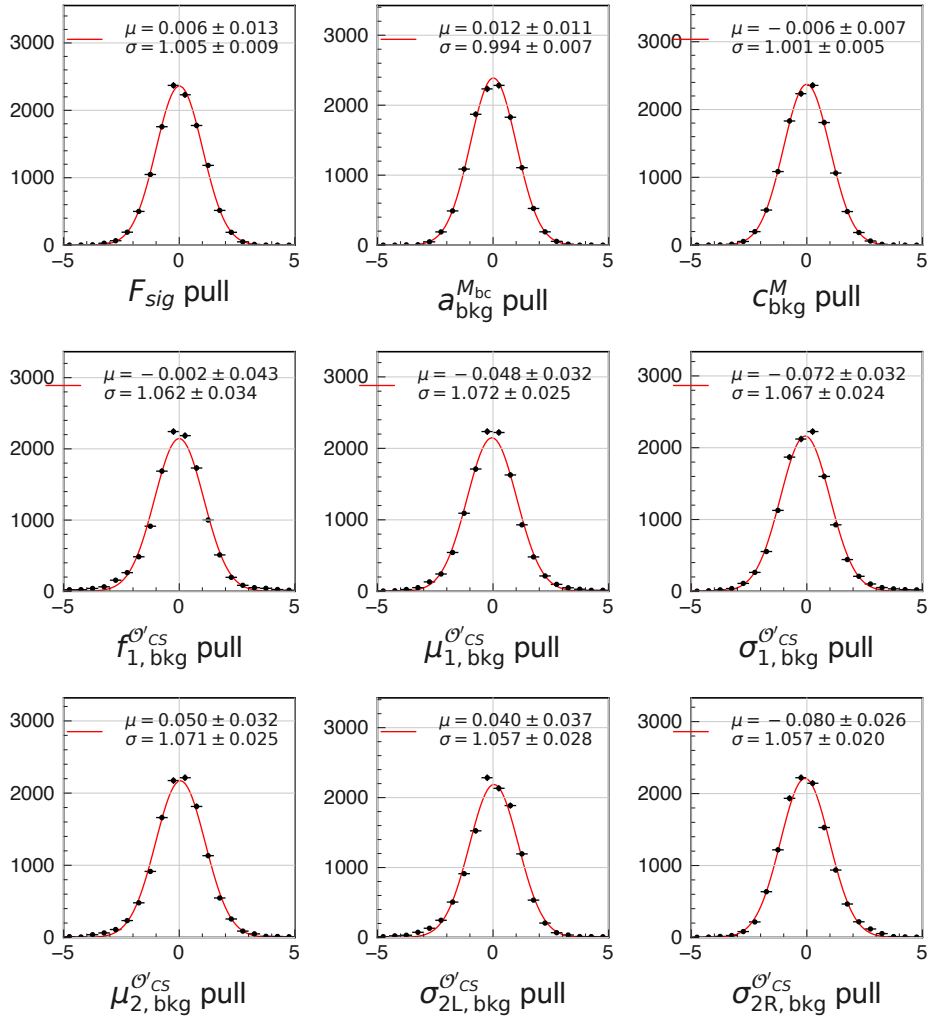 μ = 0.006 ± 0.013
σ = 1.005 ± 0.009
3000
2000
1000
0
−5 0 5
F_sig pull
μ = 0.012 ± 0.011
σ = 0.994 ± 0.007
3000
2000
1000
0
−5 0 5
a_bkg^{M_bc} pull
μ = −0.006 ± 0.007
σ = 1.001 ± 0.005
3000
2000
1000
0
−5 0 5
c_bkg^M pull
μ = −0.002 ± 0.043
σ = 1.062 ± 0.034
3000
2000
1000
0
−5 0 5
f_{1, bkg}^{𝒪′_CS} pull
μ = −0.048 ± 0.032
σ = 1.072 ± 0.025
3000
2000
1000
0
−5 0 5
μ_{1, bkg}^{𝒪′_CS} pull
μ = −0.072 ± 0.032
σ = 1.067 ± 0.024
3000
2000
1000
0
−5 0 5
σ_{1, bkg}^{𝒪′_CS} pull
μ = 0.050 ± 0.032
σ = 1.071 ± 0.025
3000
2000
1000
0
−5 0 5
μ_{2, bkg}^{𝒪′_CS} pull
μ = 0.040 ± 0.037
σ = 1.057 ± 0.028
3000
2000
1000
0
−5 0 5
σ_{2L, bkg}^{𝒪′_CS} pull
μ = −0.080 ± 0.026
σ = 1.057 ± 0.020
3000
2000
1000
0
−5 0 5
σ_{2R, bkg}^{𝒪′_CS} pull